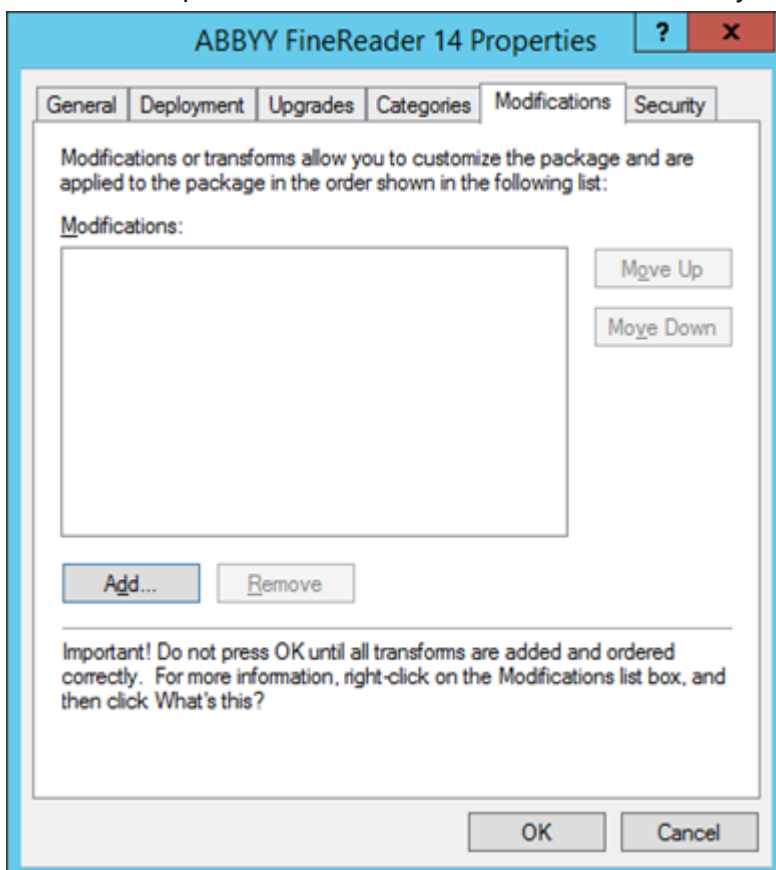 ABBYY FineReader 14 Properties ? x
General Deployment Upgrades Categories Modifications Security
Modifications or transforms allow you to customize the package and are
applied to the package in the order shown in the following list:
Modifications:
Move Up
Move Down
Add... Remove
Important! Do not press OK until all transforms are added and ordered
correctly. For more information, right-click on the Modifications list box, and
then click What's this?
OK Cancel